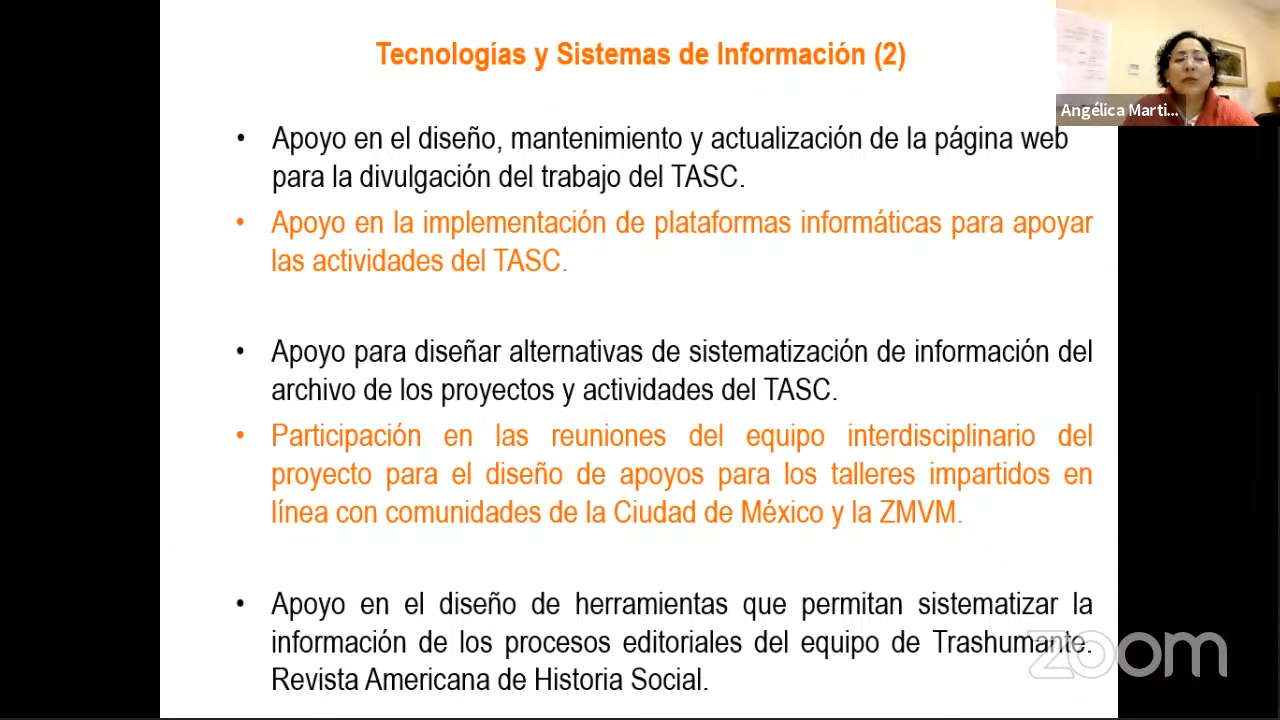 Tecnologías y Sistemas de Información (2)
Angélica Marti...
• Apoyo en el diseño, mantenimiento y actualización de la página web
para la divulgación del trabajo del TASC.
• Apoyo en la implementación de plataformas informáticas para apoyar
las actividades del TASC.
• Apoyo para diseñar alternativas de sistematización de información del
archivo de los proyectos y actividades del TASC.
• Participación en las reuniones del equipo interdisciplinario del
proyecto para el diseño de apoyos para los talleres impartidos en
línea con comunidades de la Ciudad de México y la ZMVM.
• Apoyo en el diseño de herramientas que permitan sistematizar la
información de los procesos editoriales del equipo de Trashumante.
Revista Americana de Historia Social.
zoom